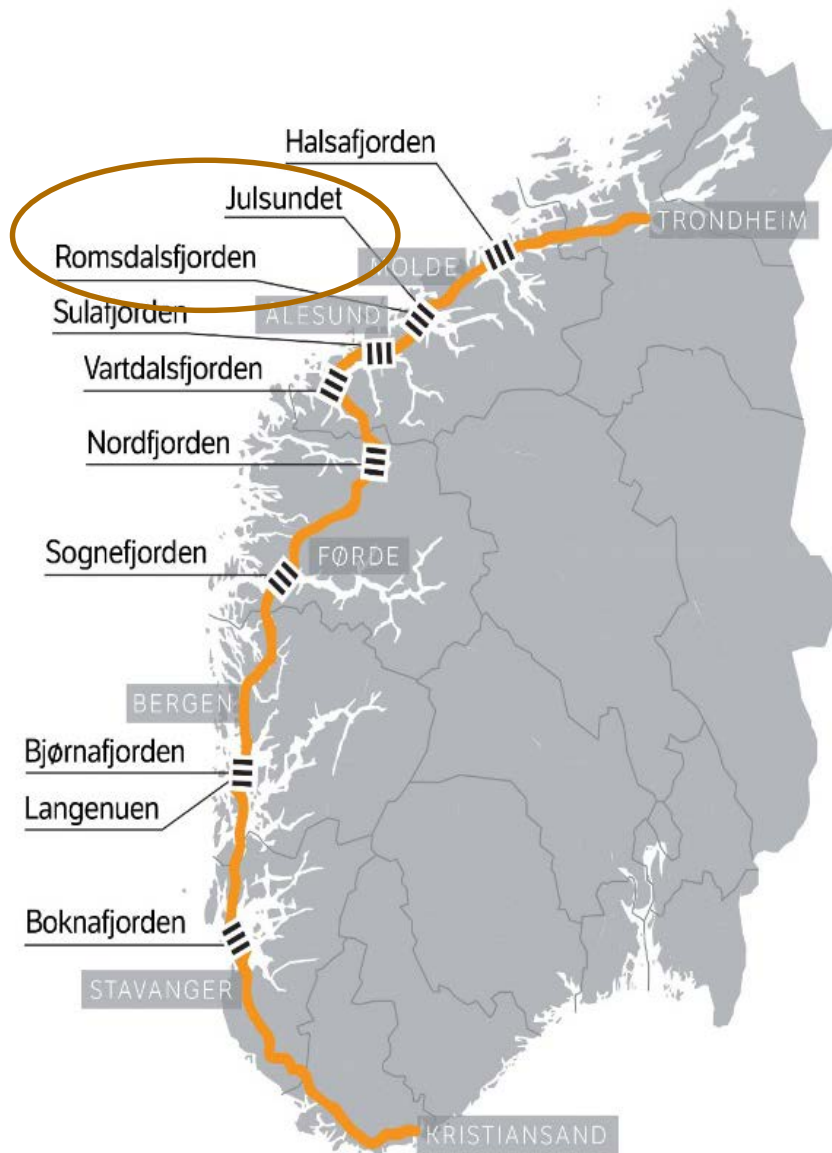 Halsafjorden
Julsundet
TRONDHEIM
MOLDE
Romsdalsfjorden
Sulafjorden
ÅLESUND
Vartdalsfjorden
Nordfjorden
Sognefjorden
FØRDE
BERGEN
Bjørnafjorden
Langenuen
Boknafjorden
STAVANGER
KRISTIANSAND